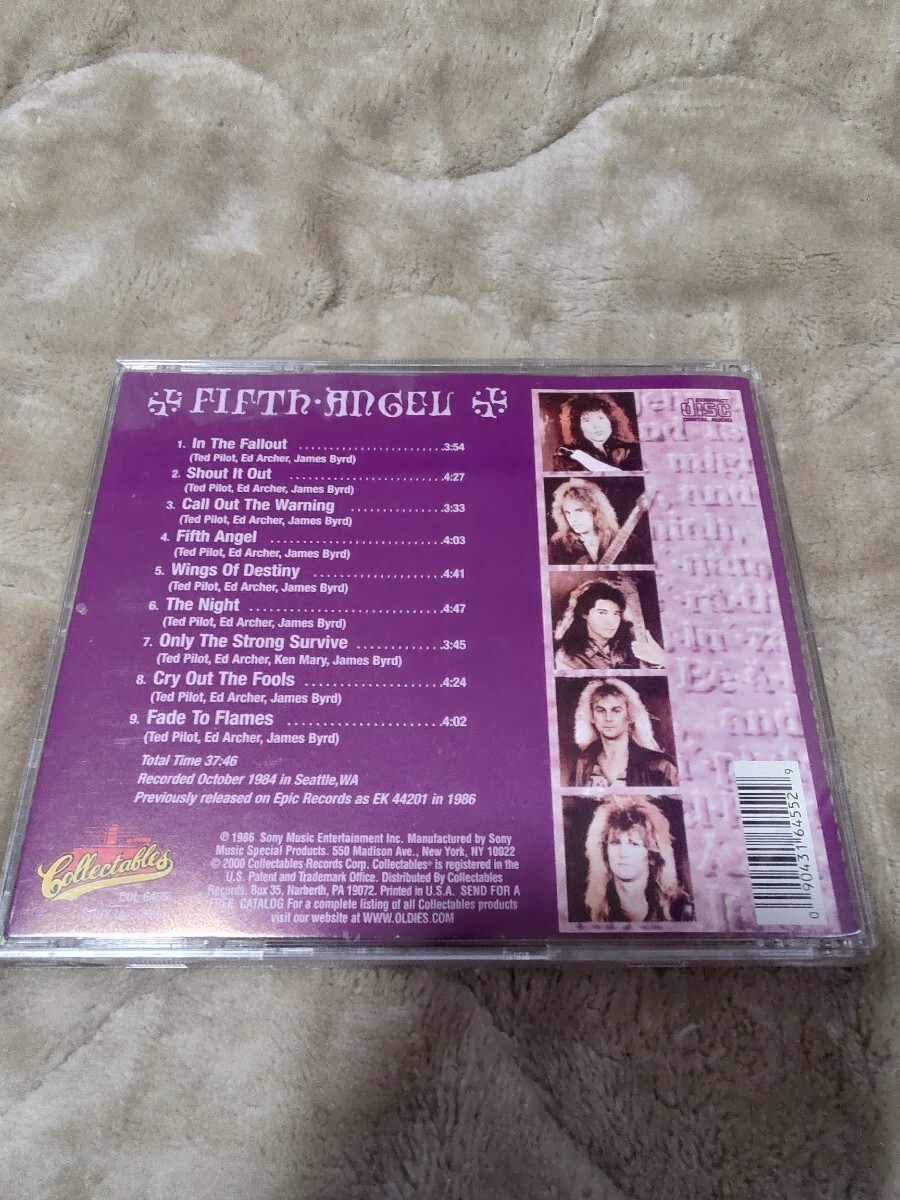 FIFTH·ANGEL
COMPACT
disc
DIGITAL AUDIO
1. In The Fallout ........................3:54
(Ted Pilot, Ed Archer, James Byrd)
2. Shout It Out ........................4:27
(Ted Pilot, Ed Archer, James Byrd)
3. Call Out The Warning ...............3:33
(Ted Pilot, Ed Archer, James Byrd)
4. Fifth Angel ............................4:03
(Ted Pilot, Ed Archer, James Byrd)
5. Wings Of Destiny ....................4:41
(Ted Pilot, Ed Archer, James Byrd)
6. The Night ..............................4:47
(Ted Pilot, Ed Archer, James Byrd)
7. Only The Strong Survive ............3:45
(Ted Pilot, Ed Archer, Ken Mary, James Byrd)
8. Cry Out The Fools ....................4:24
(Ted Pilot, Ed Archer, James Byrd)
9. Fade To Flames ......................4:02
(Ted Pilot, Ed Archer, James Byrd)
Total Time 37:46
Recorded October 1984 in Seattle,WA
Previously released on Epic Records as EK 44201 in 1986
Collectables
℗ 1986 Sony Music Entertainment Inc. Manufactured by Sony
Music Special Products. 550 Madison Ave., New York, NY 10022
© 2000 Collectables Records Corp. Collectables® is registered in the
U.S. Patent and Trademark Office. Distributed By Collectables
Records. Box 35, Narberth, PA 19072. Printed in U.S.A. SEND FOR A
FREE CATALOG For a complete listing of all Collectables products
visit our website at WWW.OLDIES.COM
0 90431 64552 9